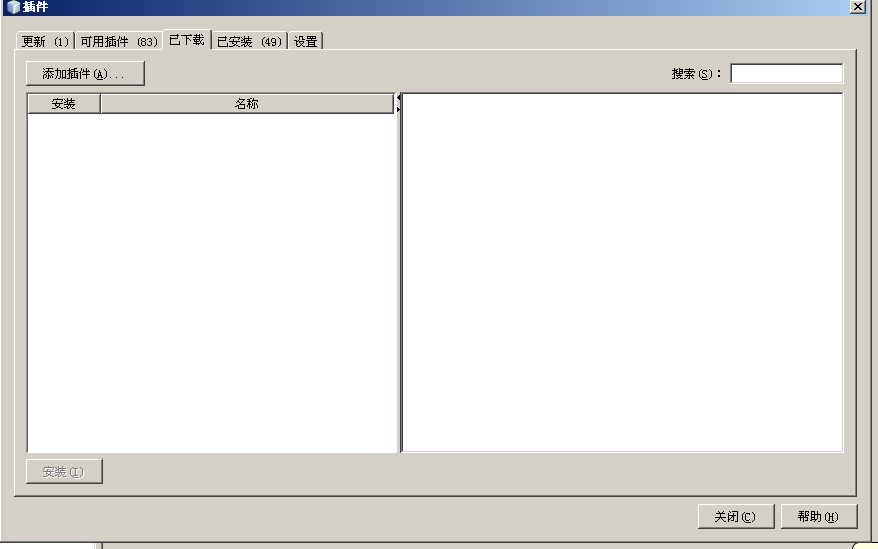 插件
更新 (1) 可用插件 (83) 已下载 已安装 (49) 设置
添加插件(A)... 搜索(S)：
安装 名称
安装(I)
关闭(C) 帮助(H)